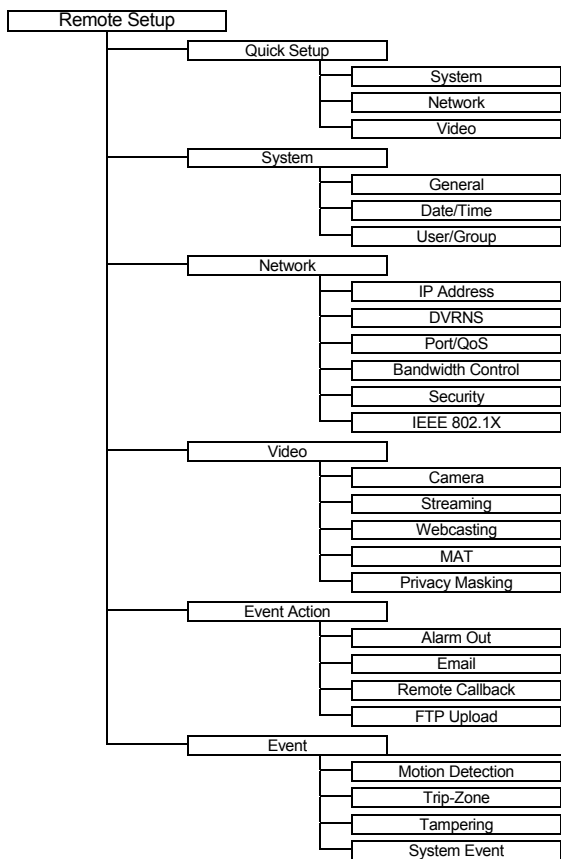 Remote Setup
Quick Setup
System
Network
Video
System
General
Date/Time
User/Group
Network
IP Address
DVRNS
Port/QoS
Bandwidth Control
Security
IEEE 802.1X
Video
Camera
Streaming
Webcasting
MAT
Privacy Masking
Event Action
Alarm Out
Email
Remote Callback
FTP Upload
Event
Motion Detection
Trip-Zone
Tampering
System Event